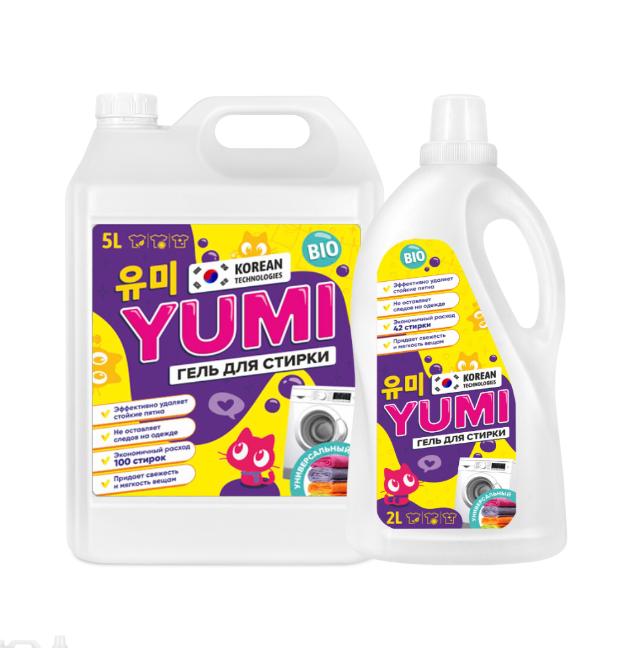 5L
BIO
유미
KOREAN
TECHNOLOGIES
YUMI
ГЕЛЬ ДЛЯ СТИРКИ
Эффективно удаляет
стойкие пятна
Не оставляет
следов на одежде
Экономичный расход
100 стирок
Придает свежесть
и мягкость вещам
УНИВЕРСАЛЬНЫЙ
BIO
Эффективно удаляет
стойкие пятна
Не оставляет
следов на одежде
Экономичный расход
42 стирки
Придает свежесть
и мягкость вещам
유미
KOREAN
TECHNOLOGIES
YUMI
ГЕЛЬ ДЛЯ СТИРКИ
УНИВЕРСАЛЬНЫЙ
2L